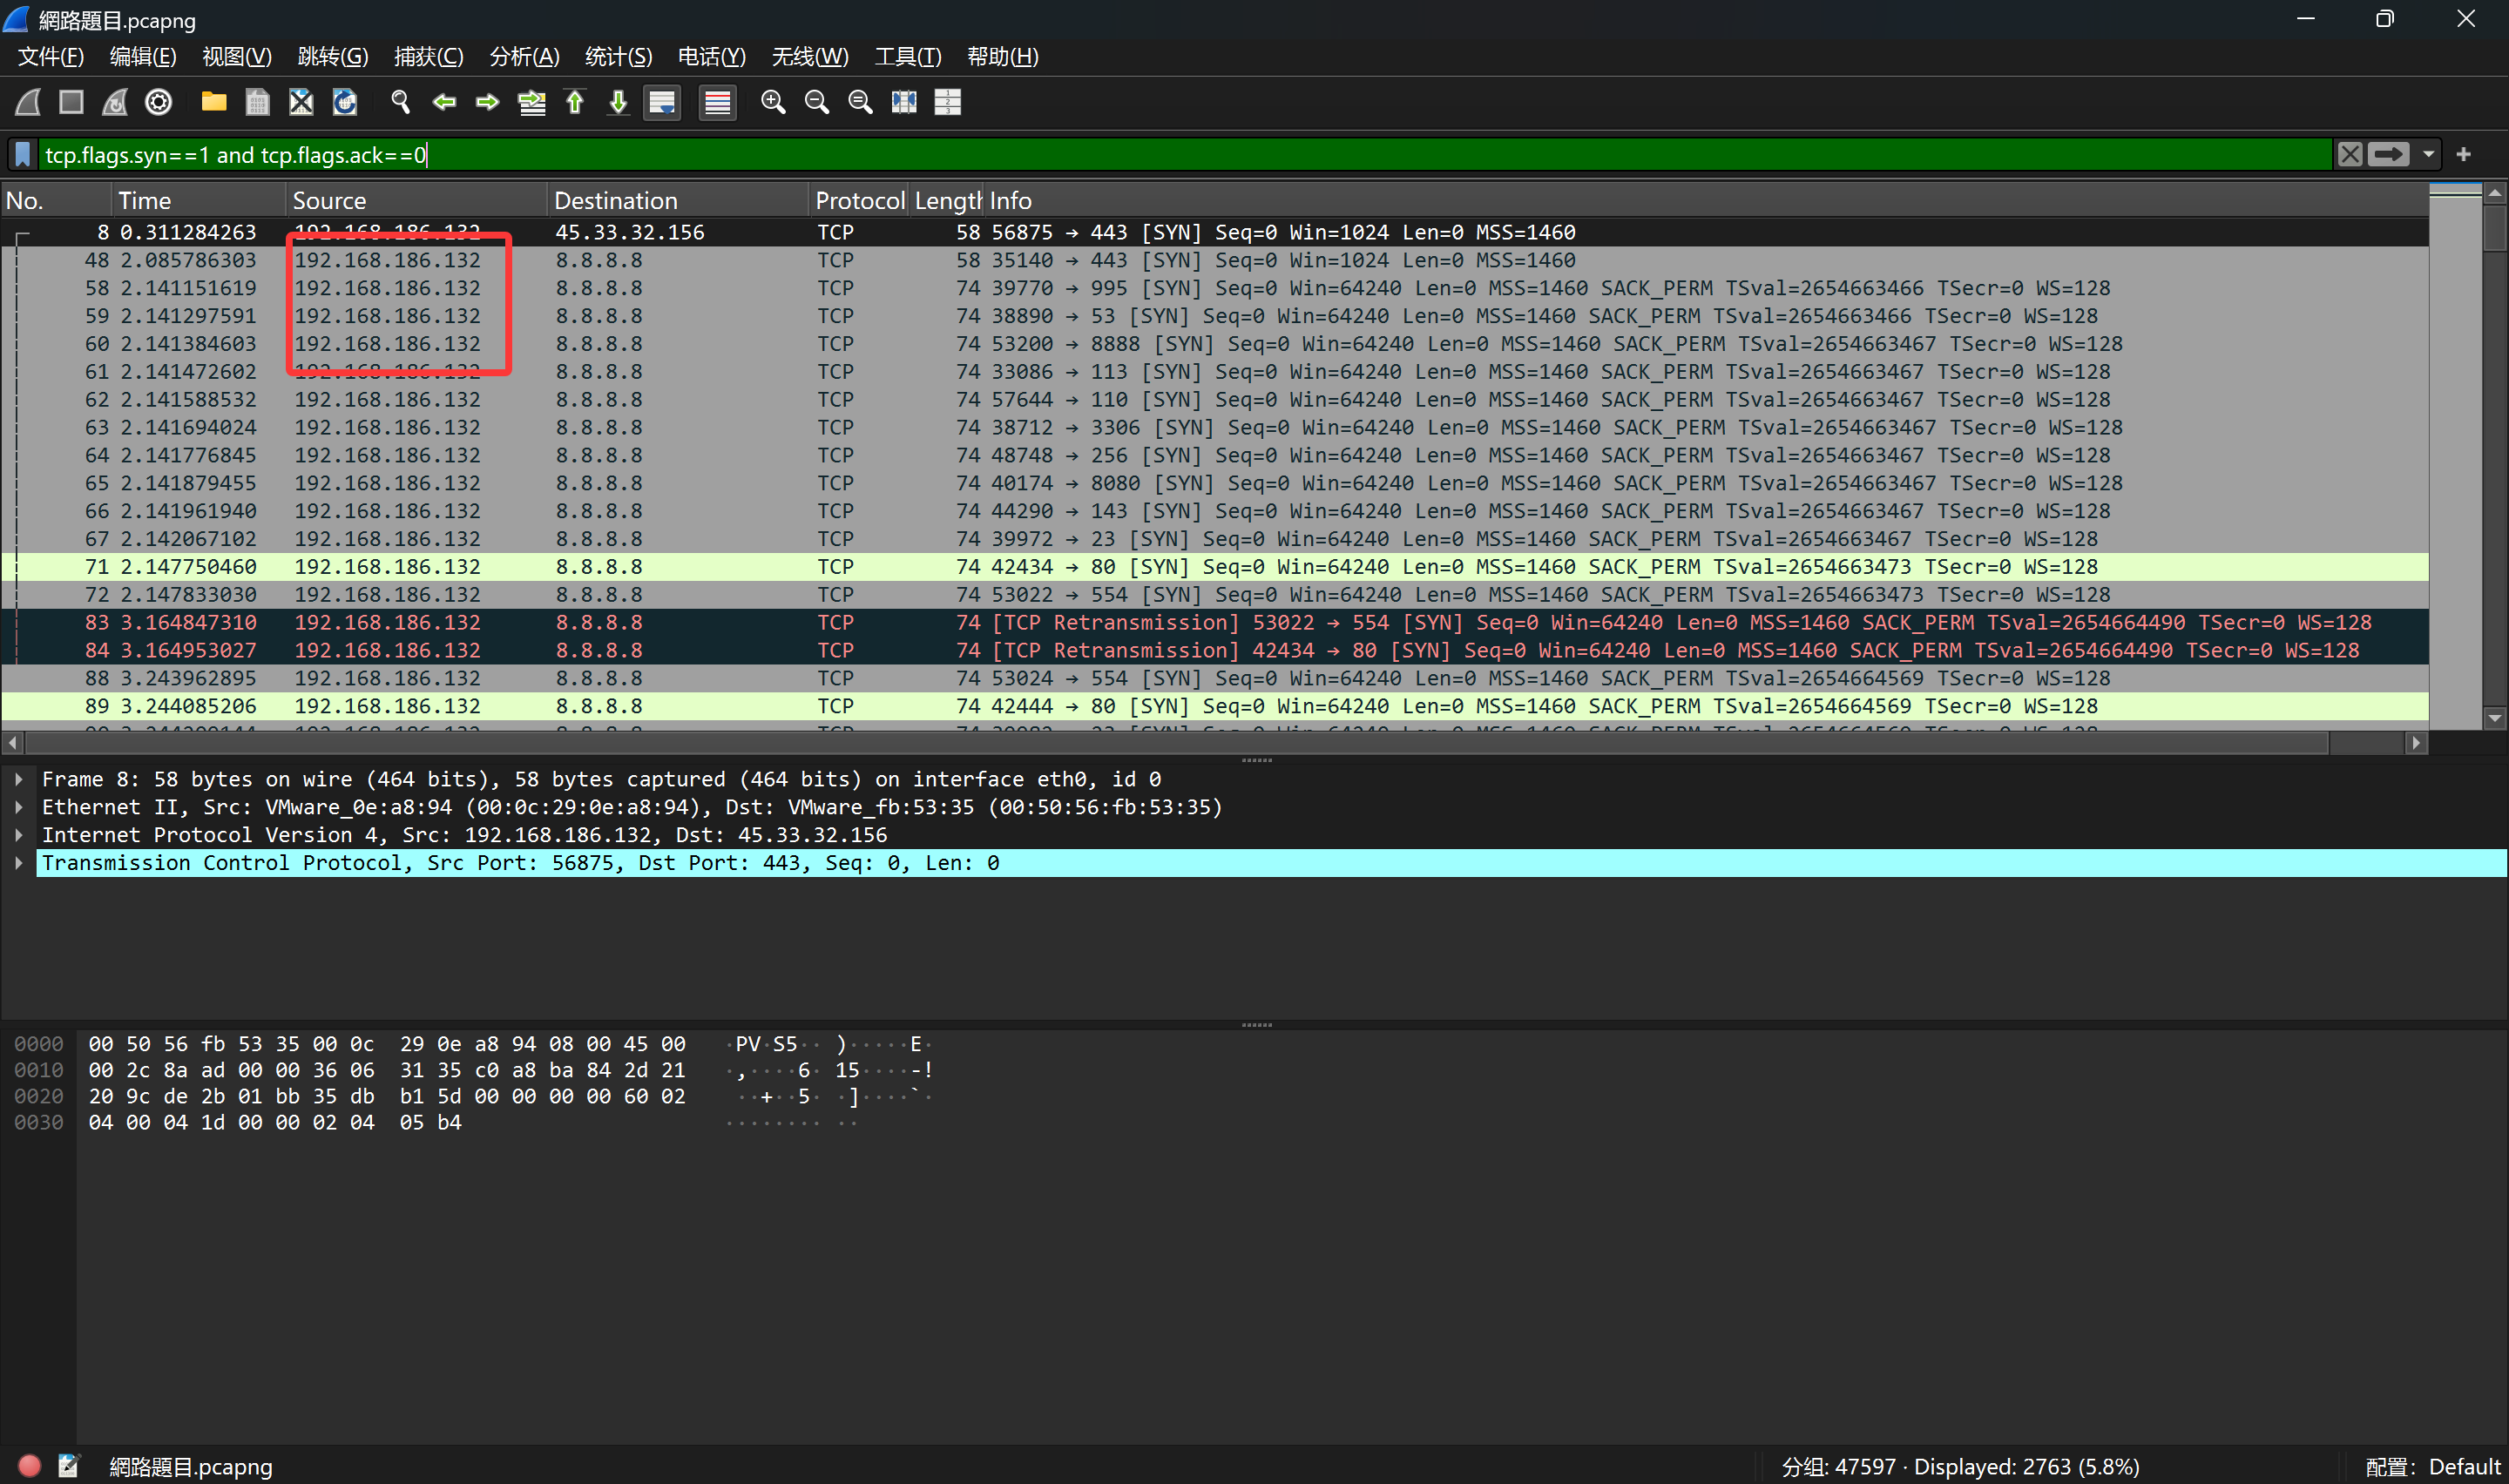 網路題目.pcapng
文件(F) 编辑(E) 视图(V) 跳转(G) 捕获(C) 分析(A) 统计(S) 电话(Y) 无线(W) 工具(T) 帮助(H)
tcp.flags.syn==1 and tcp.flags.ack==0
No. Time Source Destination Protocol Length Info
8 0.311284263 192.168.186.132 45.33.32.156 TCP 58 56875 → 443 [SYN] Seq=0 Win=1024 Len=0 MSS=1460
48 2.085786303 192.168.186.132 8.8.8.8 TCP 58 35140 → 443 [SYN] Seq=0 Win=1024 Len=0 MSS=1460
58 2.141151619 192.168.186.132 8.8.8.8 TCP 74 39770 → 995 [SYN] Seq=0 Win=64240 Len=0 MSS=1460 SACK_PERM TSval=2654663466 TSecr=0 WS=128
59 2.141297591 192.168.186.132 8.8.8.8 TCP 74 38890 → 53 [SYN] Seq=0 Win=64240 Len=0 MSS=1460 SACK_PERM TSval=2654663466 TSecr=0 WS=128
60 2.141384603 192.168.186.132 8.8.8.8 TCP 74 53200 → 8888 [SYN] Seq=0 Win=64240 Len=0 MSS=1460 SACK_PERM TSval=2654663467 TSecr=0 WS=128
61 2.141472602 192.168.186.132 8.8.8.8 TCP 74 33086 → 113 [SYN] Seq=0 Win=64240 Len=0 MSS=1460 SACK_PERM TSval=2654663467 TSecr=0 WS=128
62 2.141588532 192.168.186.132 8.8.8.8 TCP 74 57644 → 110 [SYN] Seq=0 Win=64240 Len=0 MSS=1460 SACK_PERM TSval=2654663467 TSecr=0 WS=128
63 2.141694024 192.168.186.132 8.8.8.8 TCP 74 38712 → 3306 [SYN] Seq=0 Win=64240 Len=0 MSS=1460 SACK_PERM TSval=2654663467 TSecr=0 WS=128
64 2.141776845 192.168.186.132 8.8.8.8 TCP 74 48748 → 256 [SYN] Seq=0 Win=64240 Len=0 MSS=1460 SACK_PERM TSval=2654663467 TSecr=0 WS=128
65 2.141879455 192.168.186.132 8.8.8.8 TCP 74 40174 → 8080 [SYN] Seq=0 Win=64240 Len=0 MSS=1460 SACK_PERM TSval=2654663467 TSecr=0 WS=128
66 2.141961940 192.168.186.132 8.8.8.8 TCP 74 44290 → 143 [SYN] Seq=0 Win=64240 Len=0 MSS=1460 SACK_PERM TSval=2654663467 TSecr=0 WS=128
67 2.142067102 192.168.186.132 8.8.8.8 TCP 74 39972 → 23 [SYN] Seq=0 Win=64240 Len=0 MSS=1460 SACK_PERM TSval=2654663467 TSecr=0 WS=128
71 2.147750460 192.168.186.132 8.8.8.8 TCP 74 42434 → 80 [SYN] Seq=0 Win=64240 Len=0 MSS=1460 SACK_PERM TSval=2654663473 TSecr=0 WS=128
72 2.147833030 192.168.186.132 8.8.8.8 TCP 74 53022 → 554 [SYN] Seq=0 Win=64240 Len=0 MSS=1460 SACK_PERM TSval=2654663473 TSecr=0 WS=128
83 3.164847310 192.168.186.132 8.8.8.8 TCP 74 [TCP Retransmission] 53022 → 554 [SYN] Seq=0 Win=64240 Len=0 MSS=1460 SACK_PERM TSval=2654664490 TSecr=0 WS=128
84 3.164953027 192.168.186.132 8.8.8.8 TCP 74 [TCP Retransmission] 42434 → 80 [SYN] Seq=0 Win=64240 Len=0 MSS=1460 SACK_PERM TSval=2654664490 TSecr=0 WS=128
88 3.243962895 192.168.186.132 8.8.8.8 TCP 74 53024 → 554 [SYN] Seq=0 Win=64240 Len=0 MSS=1460 SACK_PERM TSval=2654664569 TSecr=0 WS=128
89 3.244085206 192.168.186.132 8.8.8.8 TCP 74 42444 → 80 [SYN] Seq=0 Win=64240 Len=0 MSS=1460 SACK_PERM TSval=2654664569 TSecr=0 WS=128
Frame 8: 58 bytes on wire (464 bits), 58 bytes captured (464 bits) on interface eth0, id 0
Ethernet II, Src: VMware_0e:a8:94 (00:0c:29:0e:a8:94), Dst: VMware_fb:53:35 (00:50:56:fb:53:35)
Internet Protocol Version 4, Src: 192.168.186.132, Dst: 45.33.32.156
Transmission Control Protocol, Src Port: 56875, Dst Port: 443, Seq: 0, Len: 0
0000 00 50 56 fb 53 35 00 0c 29 0e a8 94 08 00 45 00 ·PV·S5·· )·····E·
0010 00 2c 8a ad 00 00 36 06 31 35 c0 a8 ba 84 2d 21 ·,····6· 15····-!
0020 20 9c de 2b 01 bb 35 db b1 5d 00 00 00 00 60 02 ··+··5· ·]····`·
0030 04 00 04 1d 00 00 02 04 05 b4 ········ ··
網路題目.pcapng 分组: 47597 · Displayed: 2763 (5.8%) 配置: Default